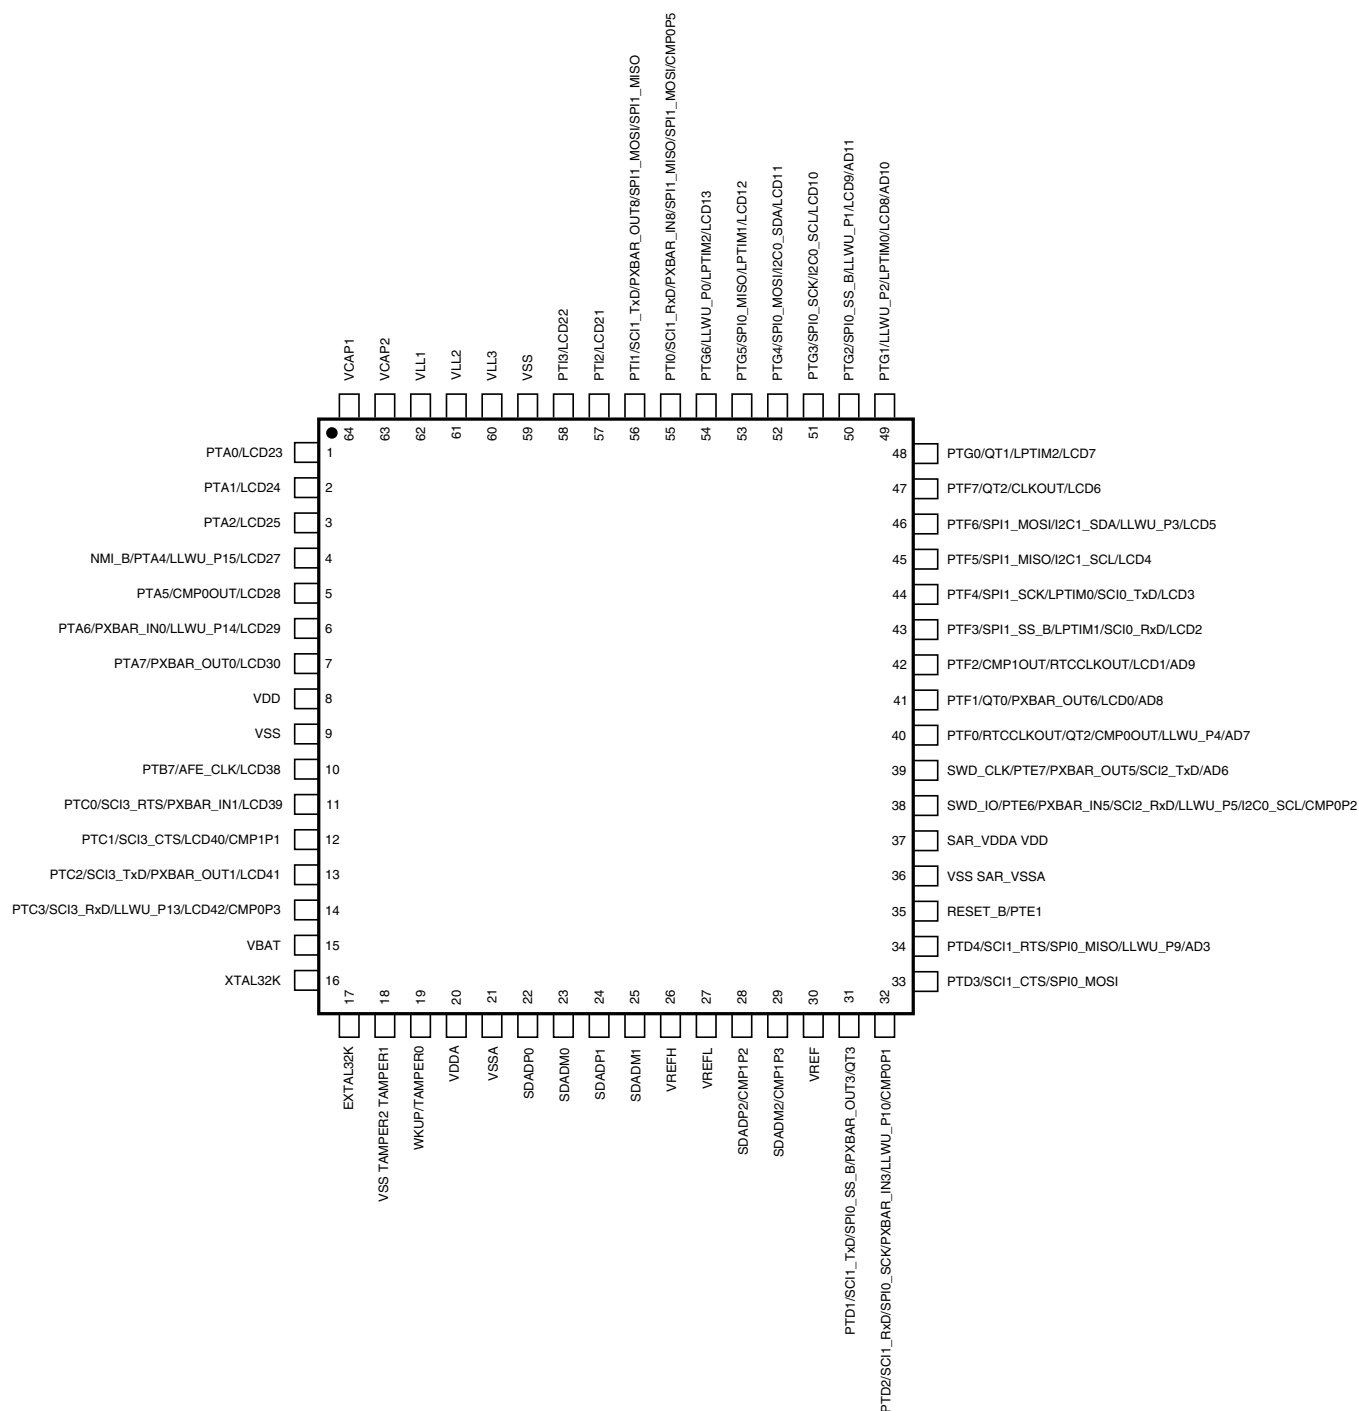 PTI1/SCI1_TxD/PXBAR_OUT8/SPI1_MOSI/SPI1_MISO
PTI0/SCI1_RxD/PXBAR_IN8/SPI1_MISO/SPI1_MOSI/CMP0P5
VCAP1
VCAP2
VLL1
VLL2
VLL3
VSS
PTI3/LCD22
PTI2/LCD21
PTG6/LLWU_P0/LPTIM2/LCD13
PTG5/SPI0_MISO/LPTIM1/LCD12
PTG4/SPI0_MOSI/I2C0_SDA/LCD11
PTG3/SPI0_SCK/I2C0_SCL/LCD10
PTG2/SPI0_SS_B/LLWU_P1/LCD9/AD11
PTG1/LLWU_P2/LPTIM0/LCD8/AD10
64
63
62
61
60
59
58
57
56
55
54
53
52
51
50
49
PTA0/LCD23 1
PTA1/LCD24 2
PTA2/LCD25 3
NMI_B/PTA4/LLWU_P15/LCD27 4
PTA5/CMP0OUT/LCD28 5
PTA6/PXBAR_IN0/LLWU_P14/LCD29 6
PTA7/PXBAR_OUT0/LCD30 7
VDD 8
VSS 9
PTB7/AFE_CLK/LCD38 10
PTC0/SCI3_RTS/PXBAR_IN1/LCD39 11
PTC1/SCI3_CTS/LCD40/CMP1P1 12
PTC2/SCI3_TxD/PXBAR_OUT1/LCD41 13
PTC3/SCI3_RxD/LLWU_P13/LCD42/CMP0P3 14
VBAT 15
XTAL32K 16
48 PTG0/QT1/LPTIM2/LCD7
47 PTF7/QT2/CLKOUT/LCD6
46 PTF6/SPI1_MOSI/I2C1_SDA/LLWU_P3/LCD5
45 PTF5/SPI1_MISO/I2C1_SCL/LCD4
44 PTF4/SPI1_SCK/LPTIM0/SCI0_TxD/LCD3
43 PTF3/SPI1_SS_B/LPTIM1/SCI0_RxD/LCD2
42 PTF2/CMP1OUT/RTCCLKOUT/LCD1/AD9
41 PTF1/QT0/PXBAR_OUT6/LCD0/AD8
40 PTF0/RTCCLKOUT/QT2/CMP0OUT/LLWU_P4/AD7
39 SWD_CLK/PTE7/PXBAR_OUT5/SCI2_TxD/AD6
38 SWD_IO/PTE6/PXBAR_IN5/SCI2_RxD/LLWU_P5/I2C0_SCL/CMP0P2
37 SAR_VDDA VDD
36 VSS SAR_VSSA
35 RESET_B/PTE1
34 PTD4/SCI1_RTS/SPI0_MISO/LLWU_P9/AD3
33 PTD3/SCI1_CTS/SPI0_MOSI
17
18
19
20
21
22
23
24
25
26
27
28
29
30
31
32
EXTAL32K
VSS TAMPER2 TAMPER1
WKUP/TAMPER0
VDDA
VSSA
SDADP0
SDADM0
SDADP1
SDADM1
VREFH
VREFL
SDADP2/CMP1P2
SDADM2/CMP1P3
VREF
PTD1/SCI1_TxD/SPI0_SS_B/PXBAR_OUT3/QT3
PTD2/SCI1_RxD/SPI0_SCK/PXBAR_IN3/LLWU_P10/CMP0P1